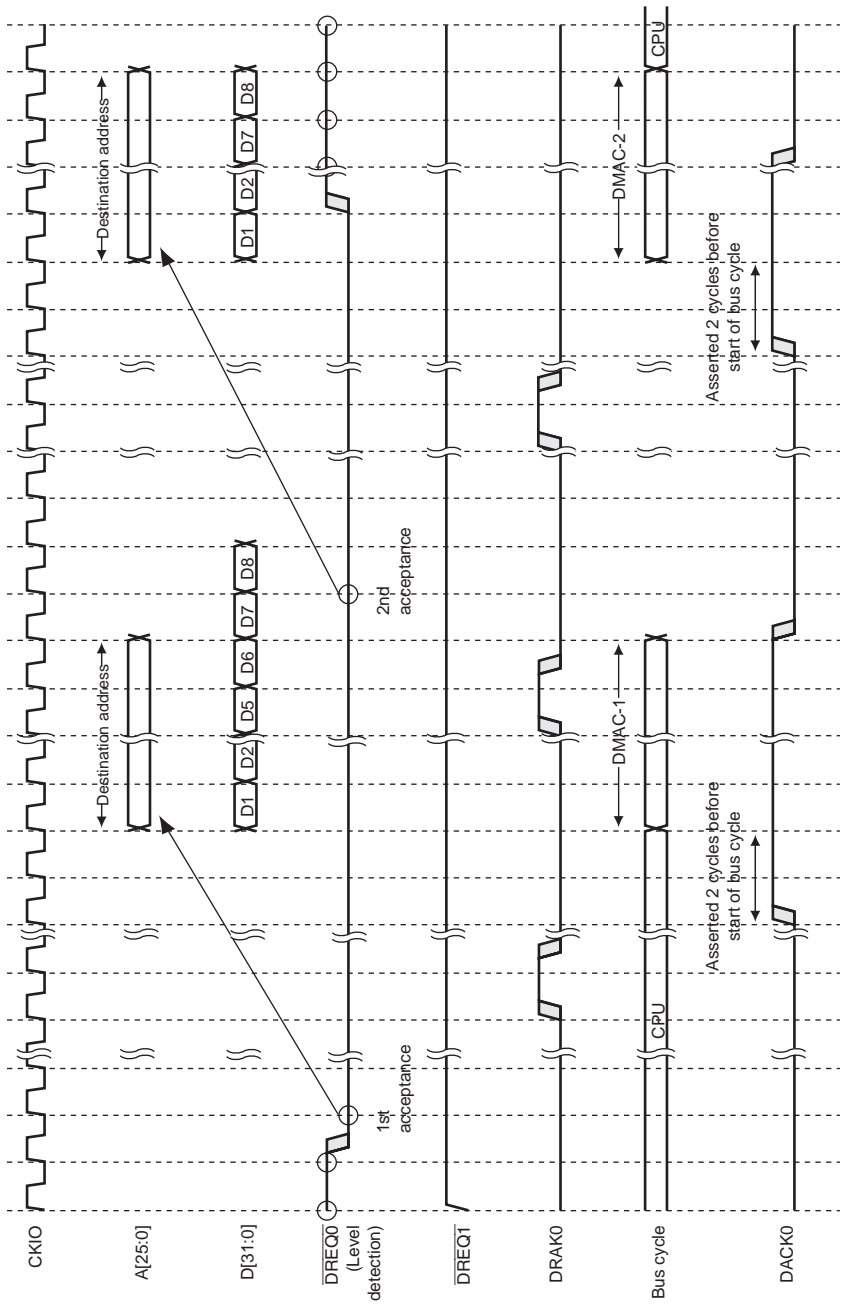 CKIO
A[25:0]
Destination address
Destination address
D[31:0]
D1
D2
D5
D6
D7
D8
D1
D2
D7
D8
DREQ0
(Level
detection)
1st
acceptance
2nd
acceptance
DREQ1
DRAK0
Bus cycle
CPU
DMAC-1
DMAC-2
CPU
DACK0
Asserted 2 cycles before
start of bus cycle
Asserted 2 cycles before
start of bus cycle